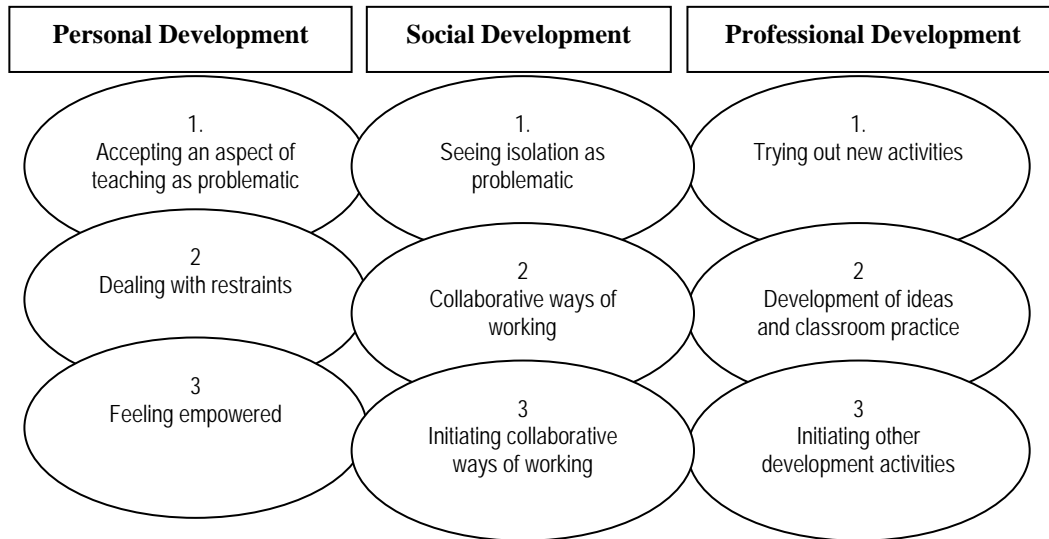 Personal Development
Social Development
Professional Development
1.
Accepting an aspect of
teaching as problematic
1.
Seeing isolation as
problematic
1.
Trying out new activities
2
Dealing with restraints
2
Collaborative ways of
working
2
Development of ideas
and classroom practice
3
Feeling empowered
3
Initiating collaborative
ways of working
3
Initiating other
development activities